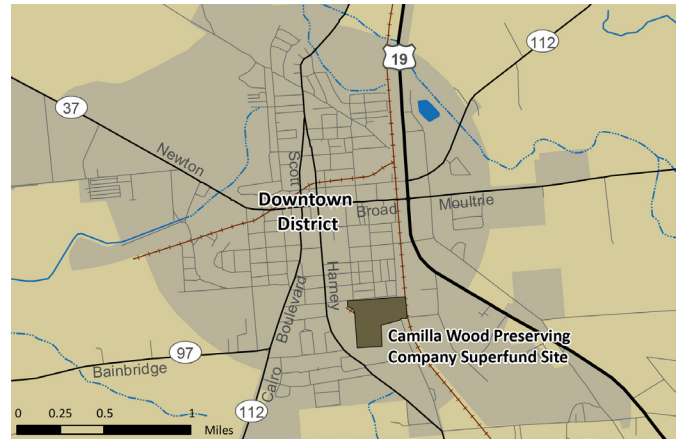 112
19
37
Newton
Scott
Downtown
District
Broad
Moultrie
Harney
Boulevard
Camilla Wood Preserving
Company Superfund Site
97
Bainbridge
Cairo
112
0 0.25 0.5 1
Miles